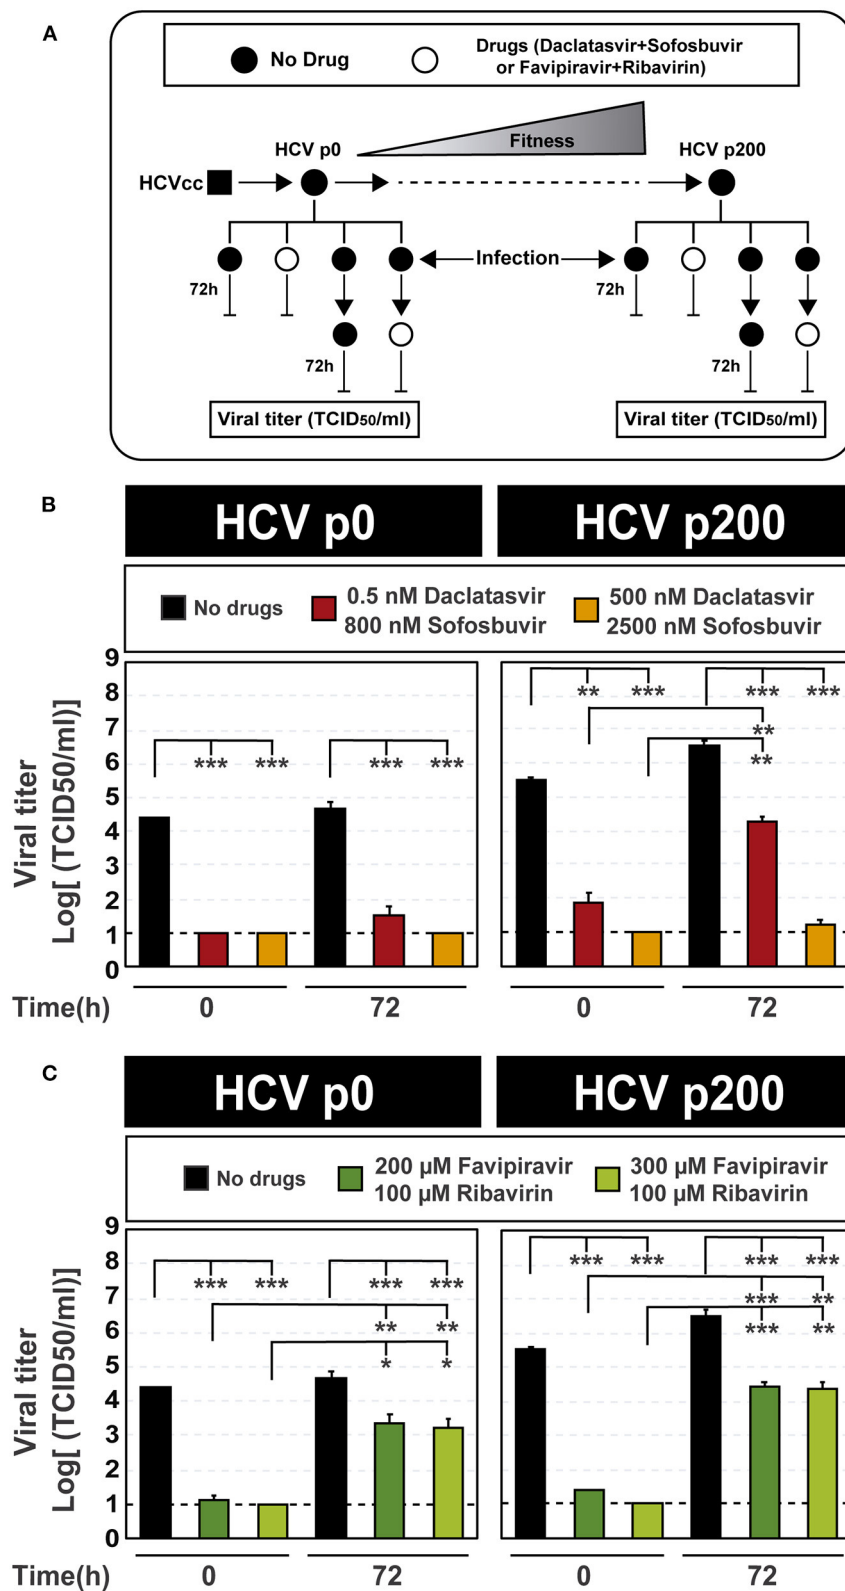 A
No Drug
Drugs (Daclatasvir+Sofosbuvir
or Favipiravir+Ribavirin)
HCV p0
Fitness
HCV p200
HCVcc
Infection
72h
72h
72h
72h
Viral titer (TCID50/ml)
Viral titer (TCID50/ml)
B
HCV p0
HCV p200
No drugs
0.5 nM Daclatasvir
800 nM Sofosbuvir
500 nM Daclatasvir
2500 nM Sofosbuvir
Viral titer
Log[ (TCID50/ml)]
9
8
7
6
5
4
3
2
1
0
*** *** *** ***
** *** *** ***
**
**
Time(h)
0
72
0
72
C
HCV p0
HCV p200
No drugs
200 µM Favipiravir
100 µM Ribavirin
300 µM Favipiravir
100 µM Ribavirin
Viral titer
Log[ (TCID50/ml)]
9
8
7
6
5
4
3
2
1
0
*** *** *** ***
** **
* *
*** *** *** ***
*** **
*** **
Time(h)
0
72
0
72